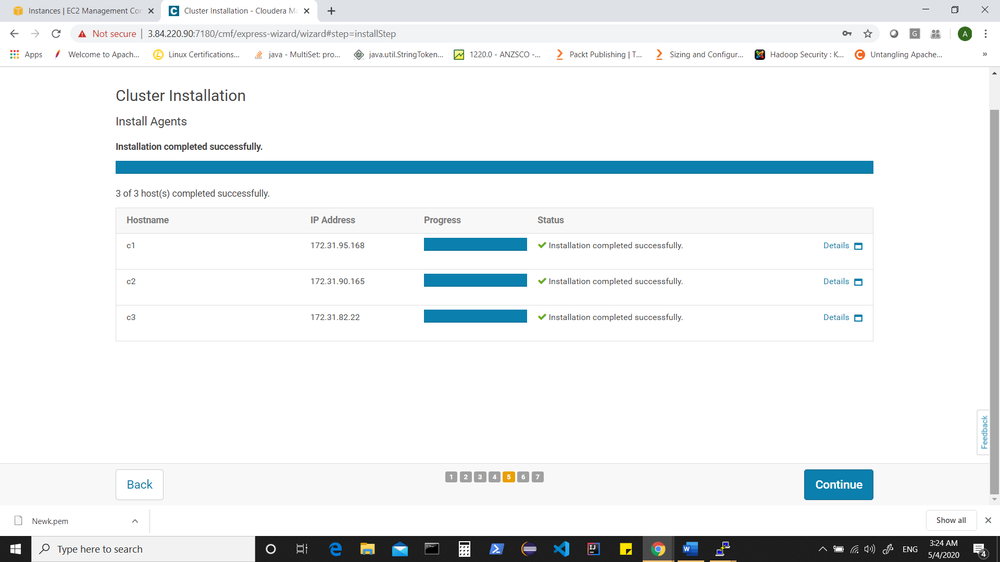 Instances | EC2 Management Con
Cluster Installation - Cloudera Ma
Not secure | 3.84.220.90:7180/cmf/express-wizard/wizard#step=installStep
G
A
Apps
Welcome to Apach...
Linux Certifications...
java - MultiSet: pro...
java.util.StringToken...
1220.0 - ANZSCO -...
Packt Publishing | T...
Sizing and Configur...
Hadoop Security : K...
Untangling Apache...
»
Cluster Installation
Install Agents
Installation completed successfully.
3 of 3 host(s) completed successfully.
Hostname IP Address Progress Status
c1 172.31.95.168 Installation completed successfully. Details
c2 172.31.90.165 Installation completed successfully. Details
c3 172.31.82.22 Installation completed successfully. Details
Feedback
Back
1 2 3 4 5 6 7
Continue
Newk.pem
Show all
Type here to search
ENG
3:24 AM
5/4/2020
4